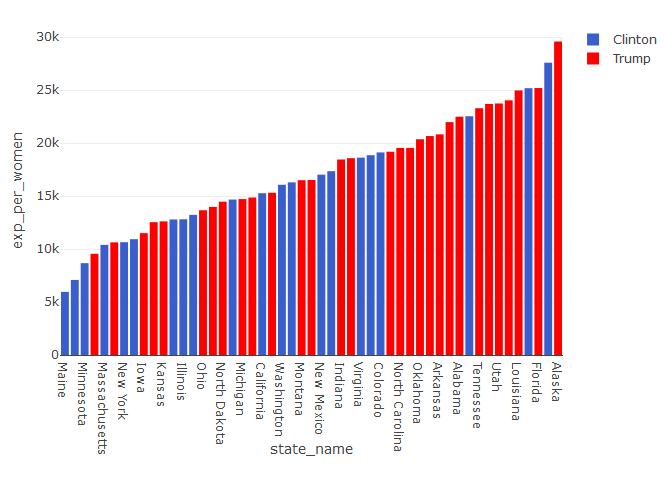 30k
25k
20k
15k
10k
5k
0
exp_per_women
Maine
Minnesota
Massachusetts
New York
Iowa
Kansas
Illinois
Ohio
North Dakota
Michigan
California
Washington
Montana
New Mexico
Indiana
Virginia
Colorado
North Carolina
Oklahoma
Arkansas
Alabama
Tennessee
Utah
Louisiana
Florida
Alaska
state_name
Clinton
Trump